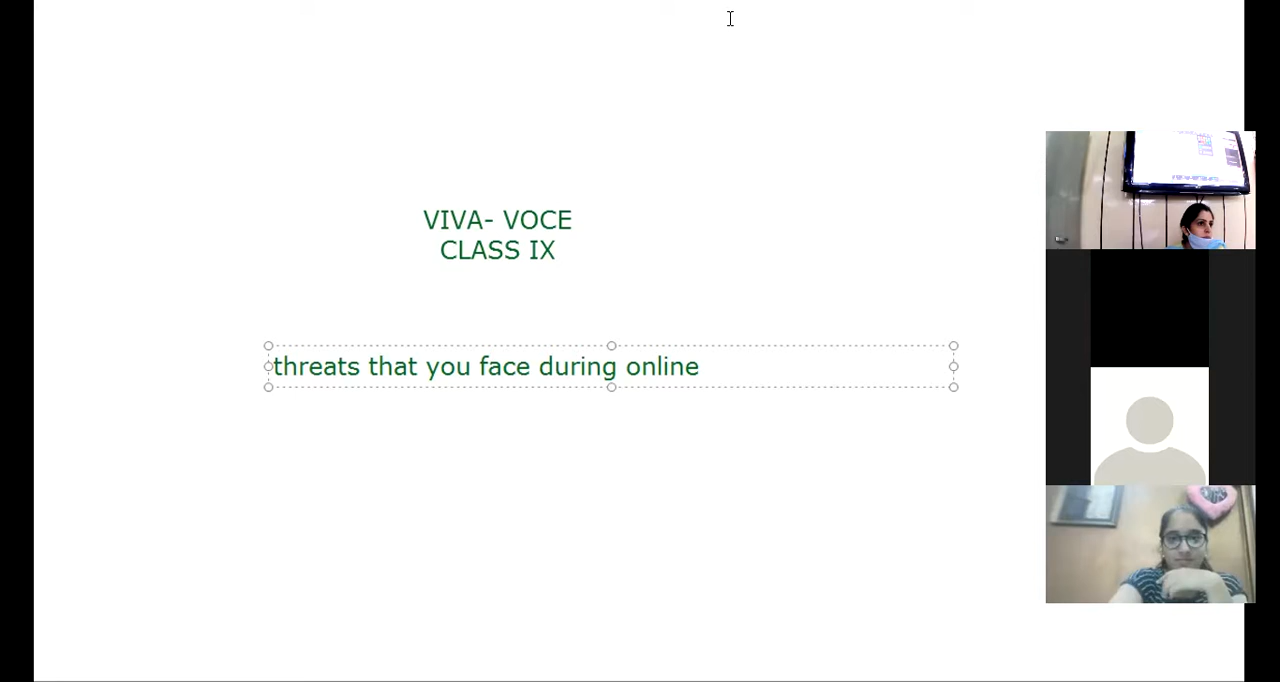 VIVA- VOCE
CLASS IX
threats that you face during online